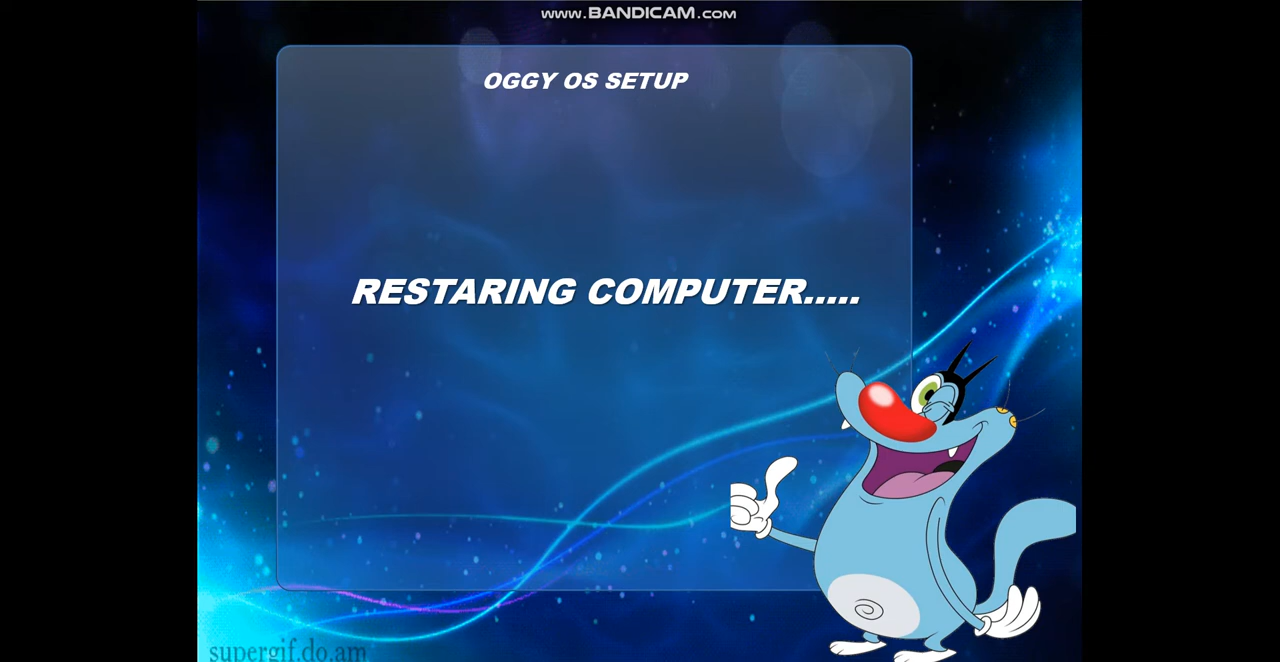 WWW.BANDICAM.COM
OGGY OS SETUP
RESTARING COMPUTER.....
supergif.do.am